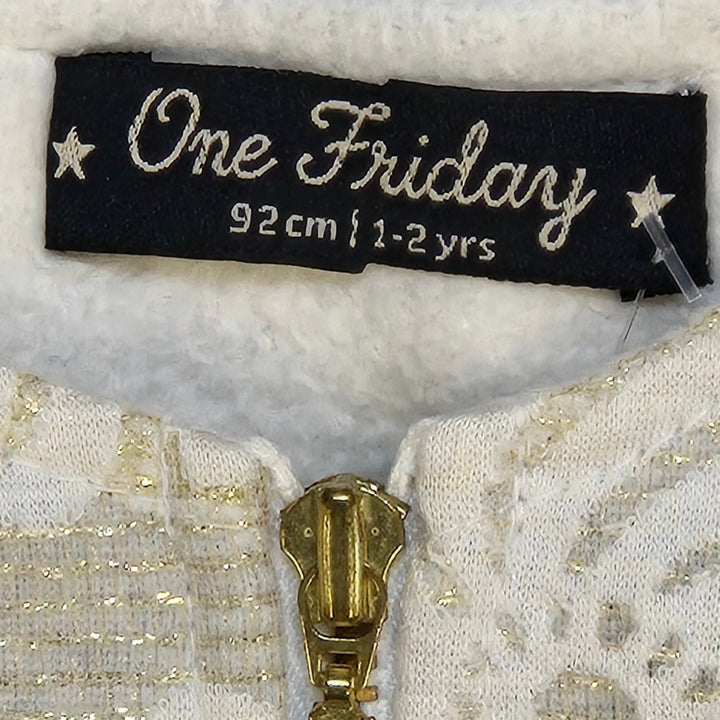 One Friday
92cm | 1-2 yrs